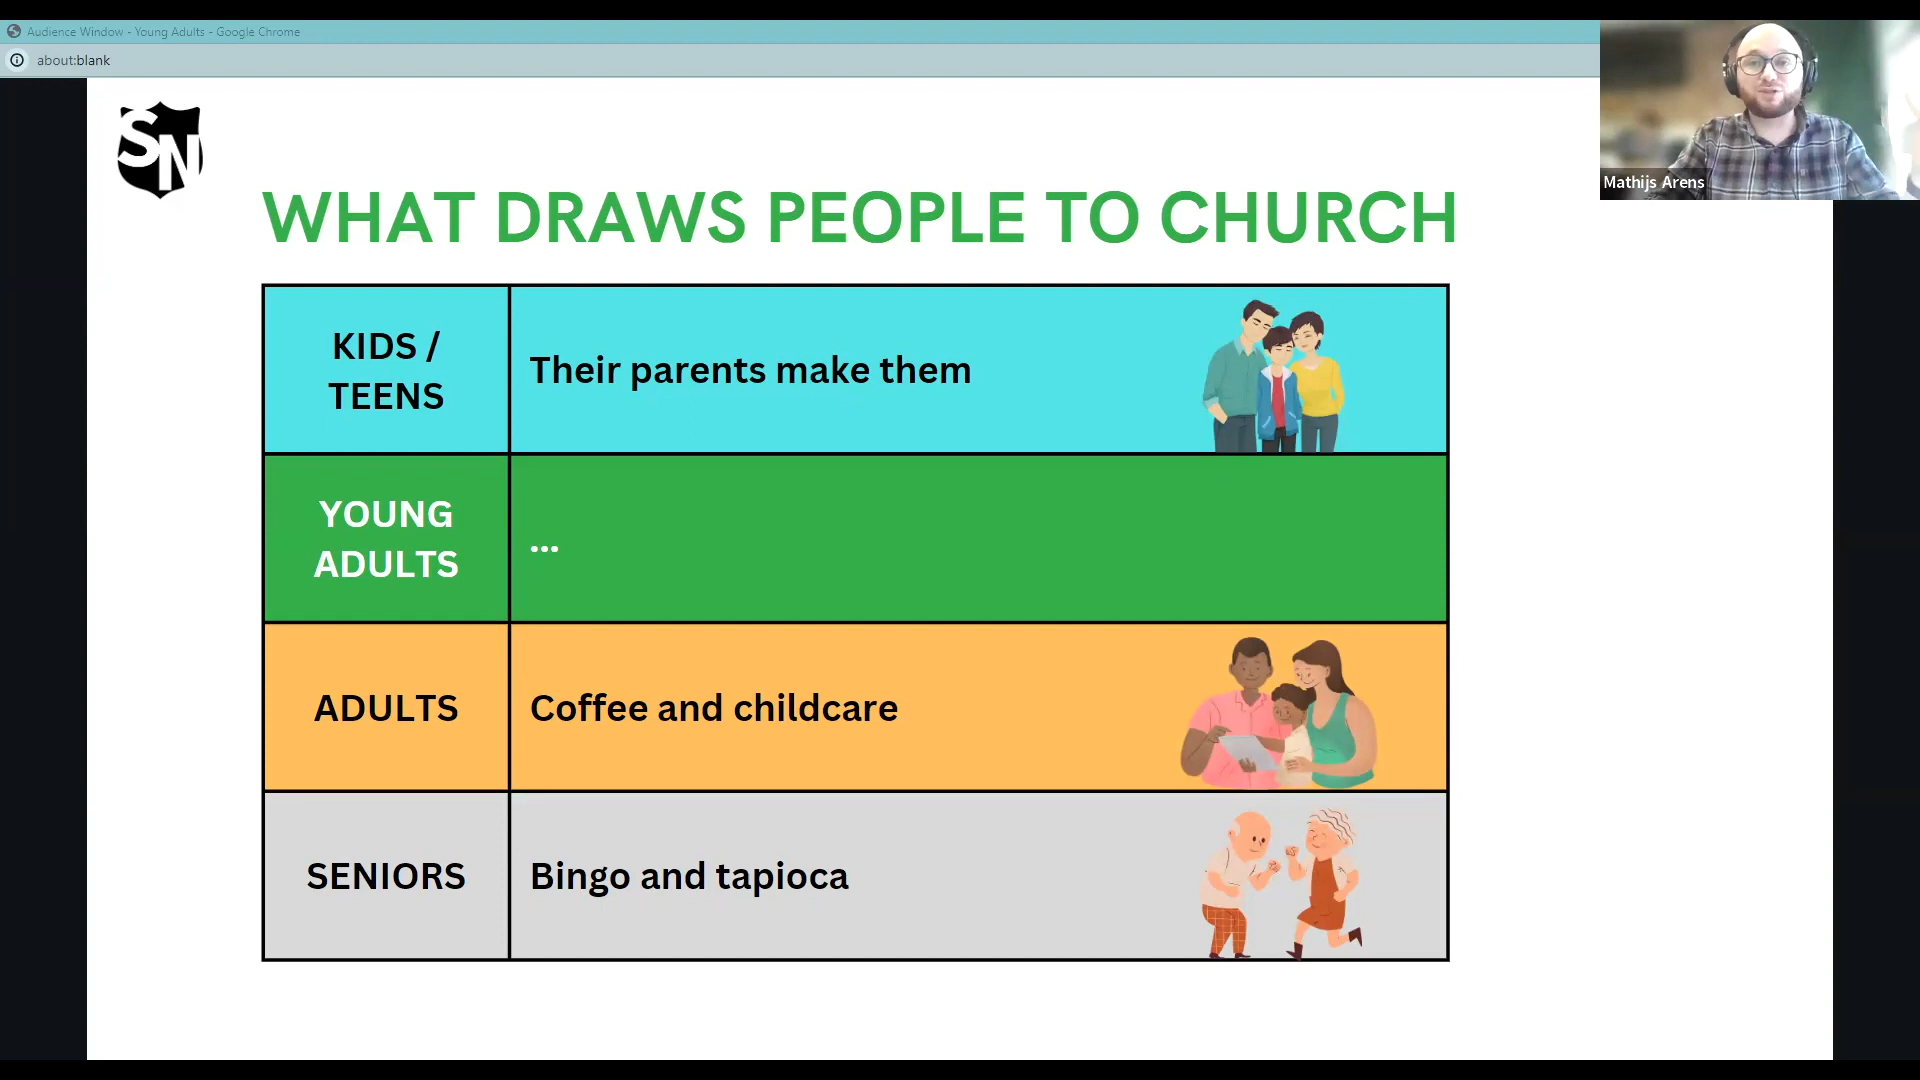 Audience Window - Young Adults - Google Chrome
about:blank
Mathijs Arens
SN
WHAT DRAWS PEOPLE TO CHURCH
KIDS /
TEENS
Their parents make them
YOUNG
ADULTS
...
ADULTS
Coffee and childcare
SENIORS
Bingo and tapioca